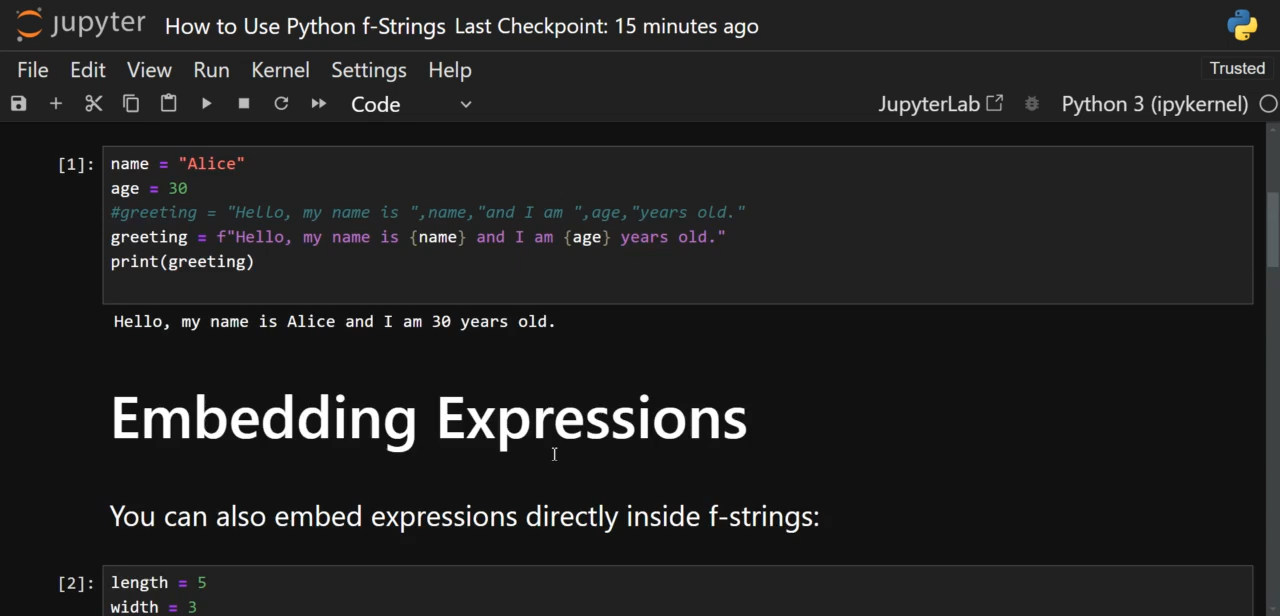 jupyter How to Use Python f-Strings Last Checkpoint: 15 minutes ago
File Edit View Run Kernel Settings Help Trusted
Code JupyterLab Python 3 (ipykernel)
[1]: name = "Alice"
age = 30
#greeting = "Hello, my name is ",name,"and I am ",age,"years old."
greeting = f"Hello, my name is {name} and I am {age} years old."
print(greeting)
Hello, my name is Alice and I am 30 years old.
Embedding Expressions
You can also embed expressions directly inside f-strings:
[2]: length = 5
width = 3